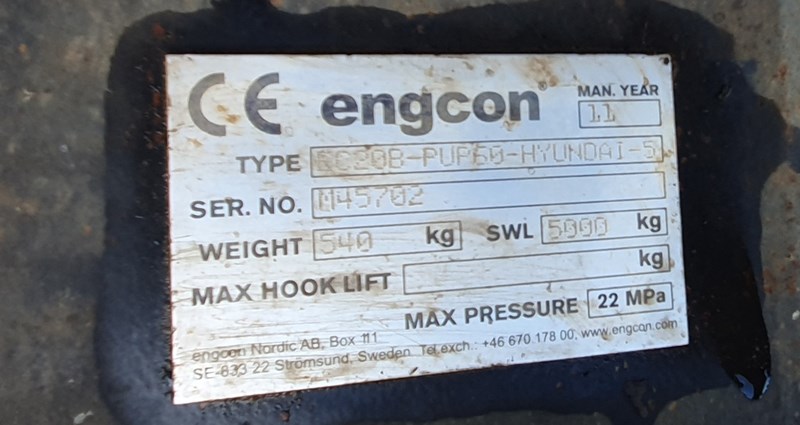 CE engcon® MAN. YEAR
11
TYPE EC20B-PUP60-HYUNDAI-5
SER. NO. M45702
WEIGHT 540 kg SWL 5000 kg
MAX HOOK LIFT kg
MAX PRESSURE 22 MPa
engcon Nordic AB, Box 111
SE-833 22 Strömsund, Sweden Tel.exch.: +46 670 178 00, www.engcon.com